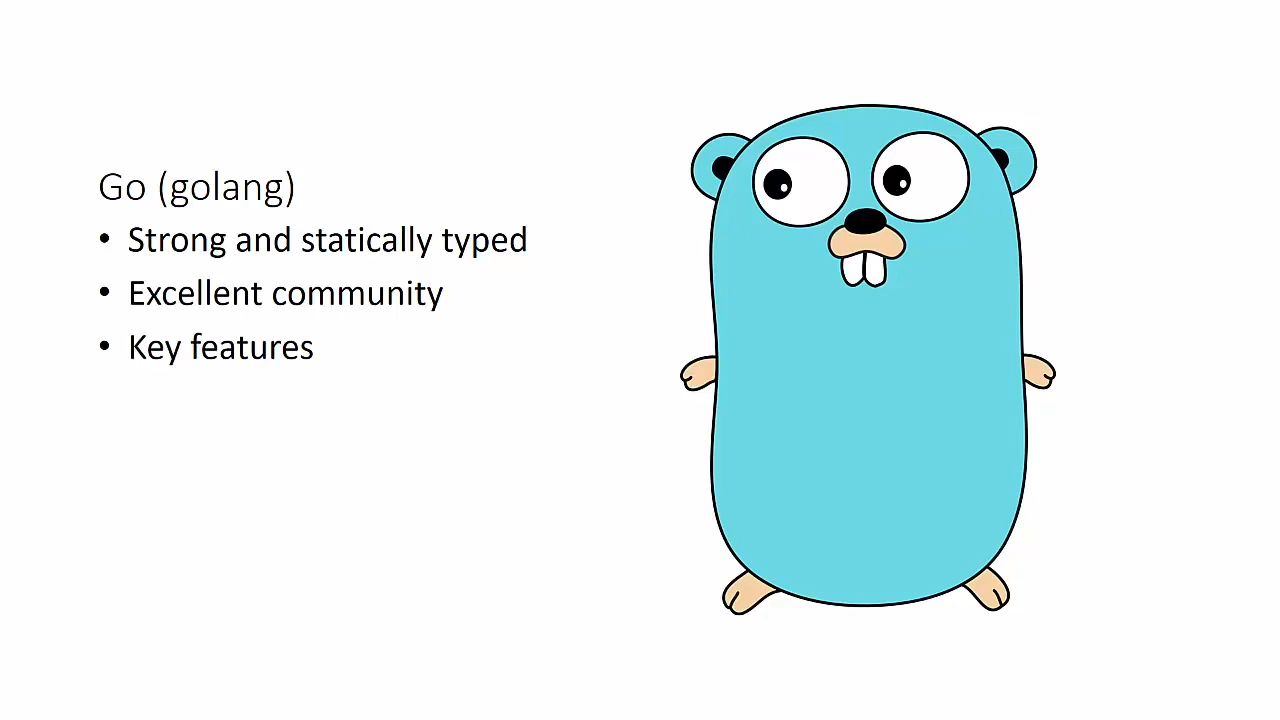 Go (golang)
• Strong and statically typed
• Excellent community
• Key features